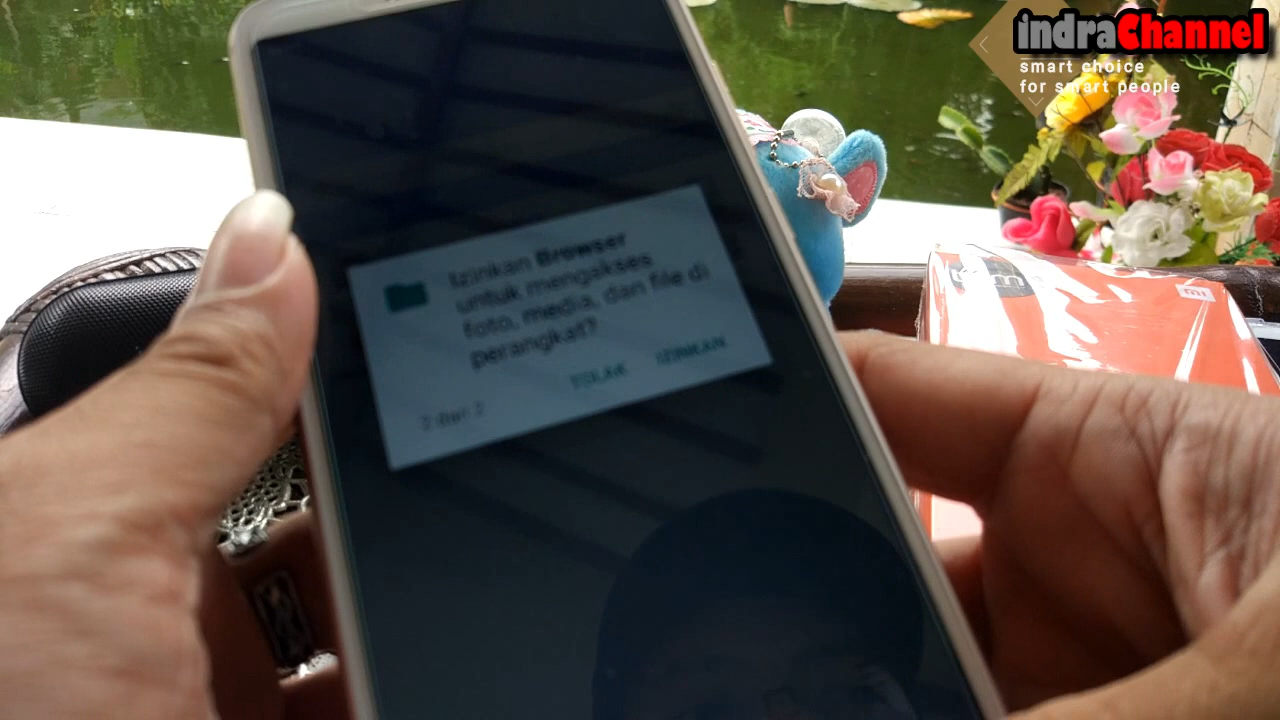 indraChannel
smart choice
for smart people
Izinkan Browser
untuk mengakses
foto, media, dan file di
perangkat?
TOLAK IZINKAN
2 dari 2
mi